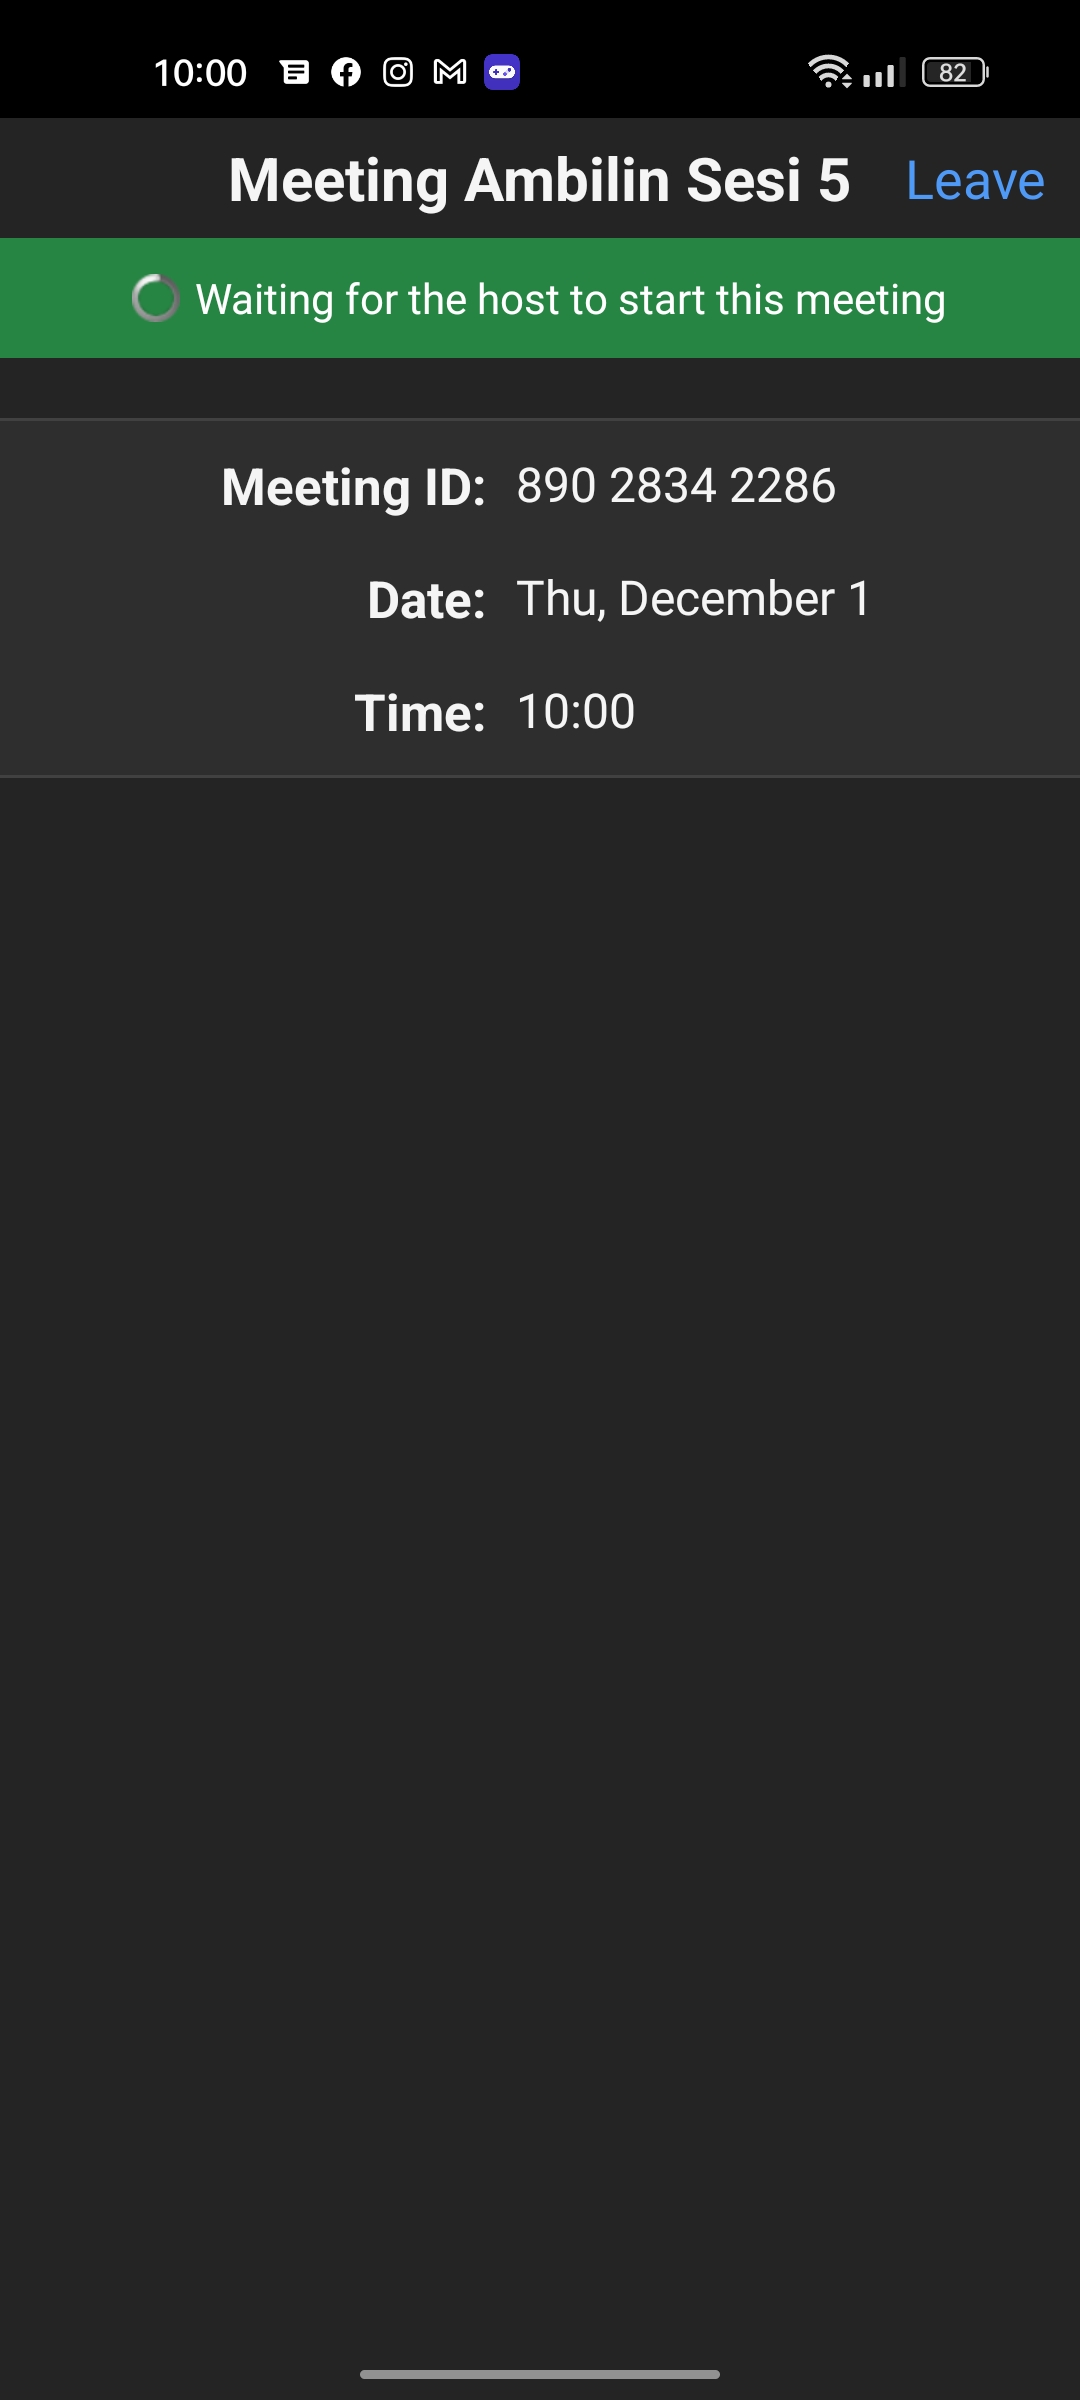 10:00 82
Meeting Ambilin Sesi 5 Leave
Waiting for the host to start this meeting
Meeting ID: 890 2834 2286
Date: Thu, December 1
Time: 10:00